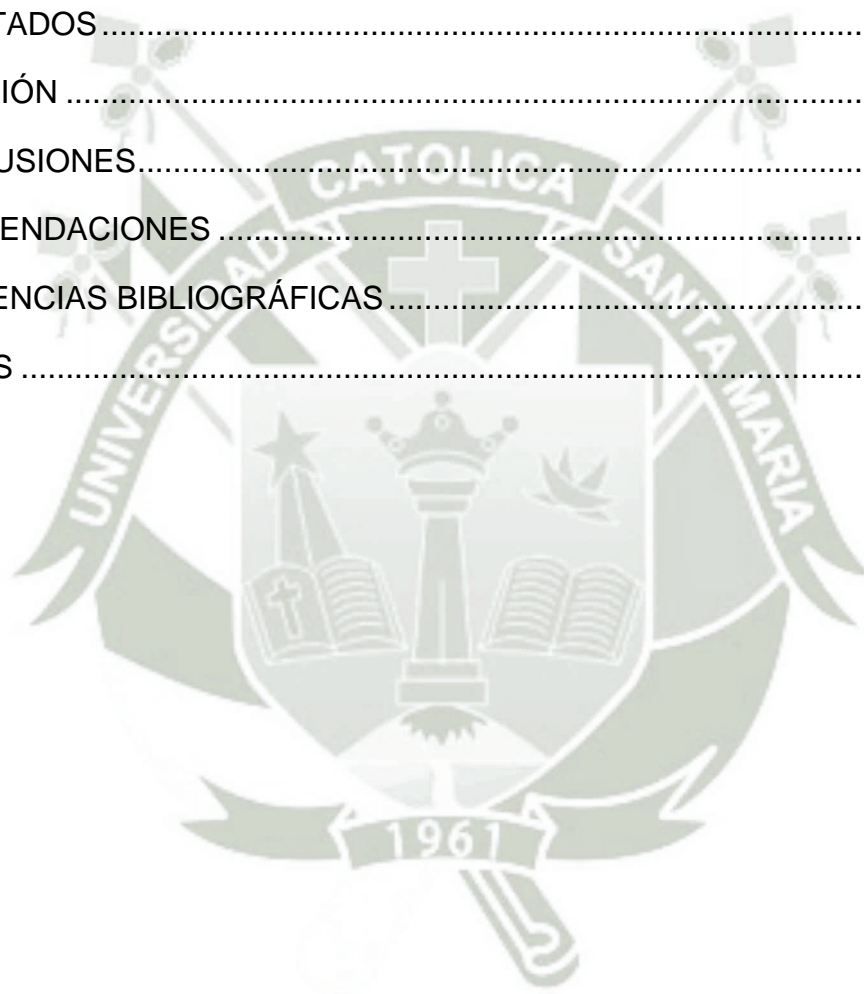 TADOS..........................................................................................
IÓN ..............................................................................................
USIONES.....................................................................................
ENDACIONES ............................................................................
ENCIAS BIBLIOGRÁFICAS........................................................
S ...................................................................................................
UNIVERSIDAD CATOLICA SANTA MARIA
1961